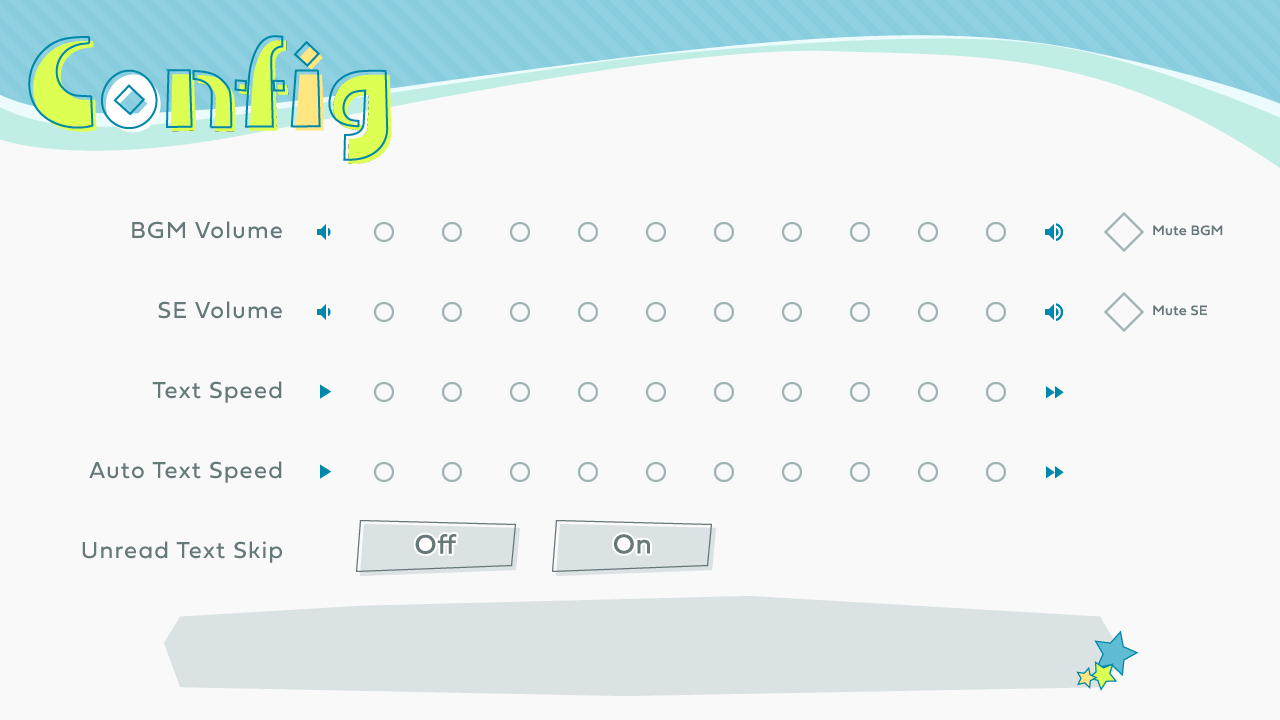 Config
BGM Volume
Mute BGM
SE Volume
Mute SE
Text Speed
Auto Text Speed
Unread Text Skip
Off
On